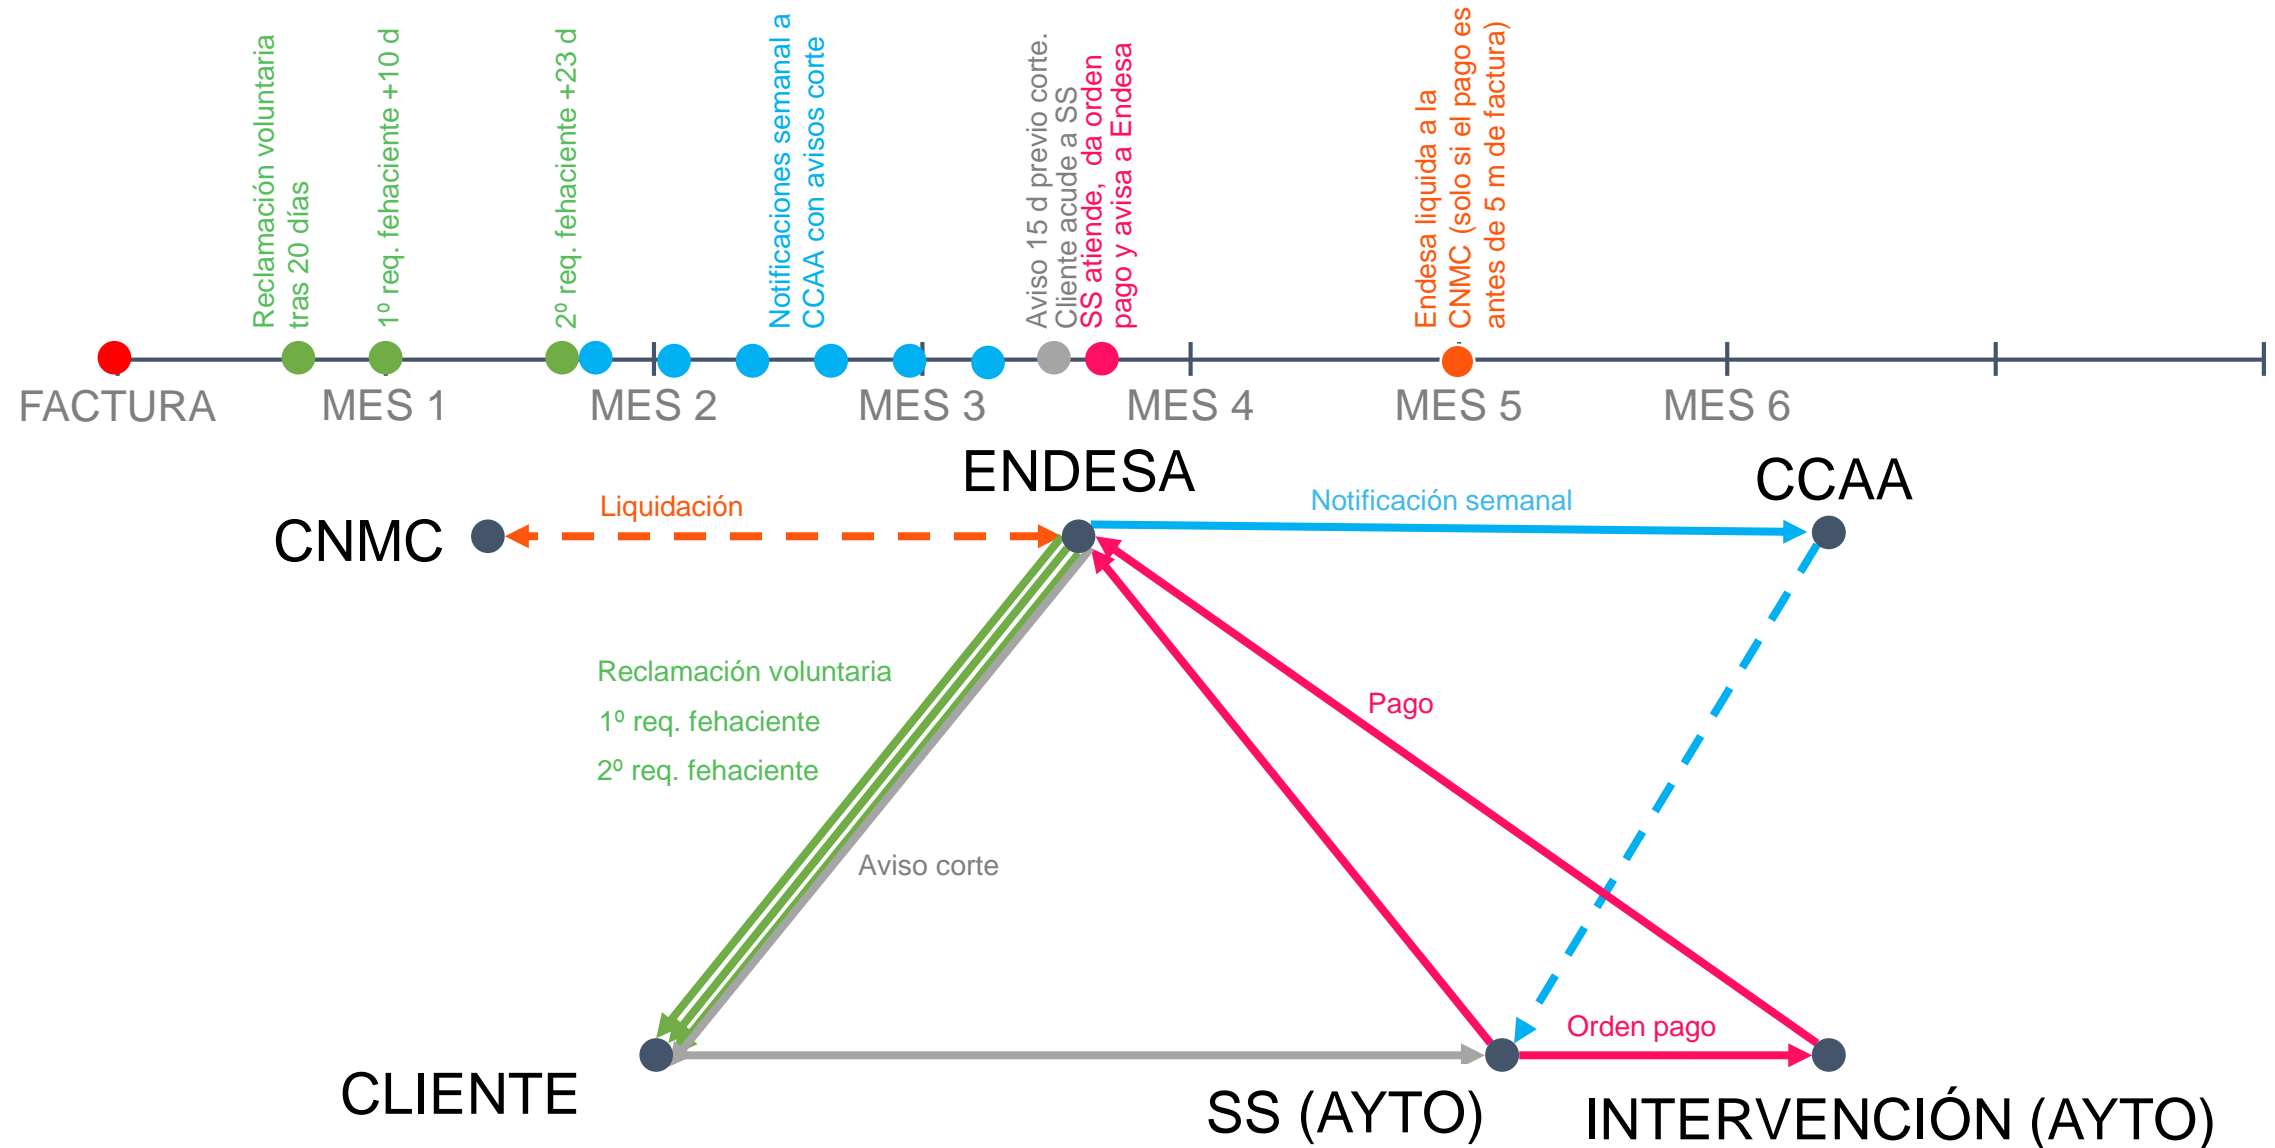 Reclamación voluntaria
tras 20 días
1º req. fehaciente +10 d
2º req. fehaciente +23 d
Notificaciones semanal a
CCAA con avisos corte
Aviso 15 d previo corte.
Cliente acude a SS
SS atiende, da orden
pago y avisa a Endesa
Endesa liquida a la
CNMC (solo si el pago es
antes de 5 m de factura)
FACTURA
MES 1
MES 2
MES 3
MES 4
MES 5
MES 6
ENDESA
CCAA
CNMC
Liquidación
Notificación semanal
Reclamación voluntaria
1º req. fehaciente
2º req. fehaciente
Pago
Aviso corte
Orden pago
CLIENTE
SS (AYTO)
INTERVENCIÓN (AYTO)